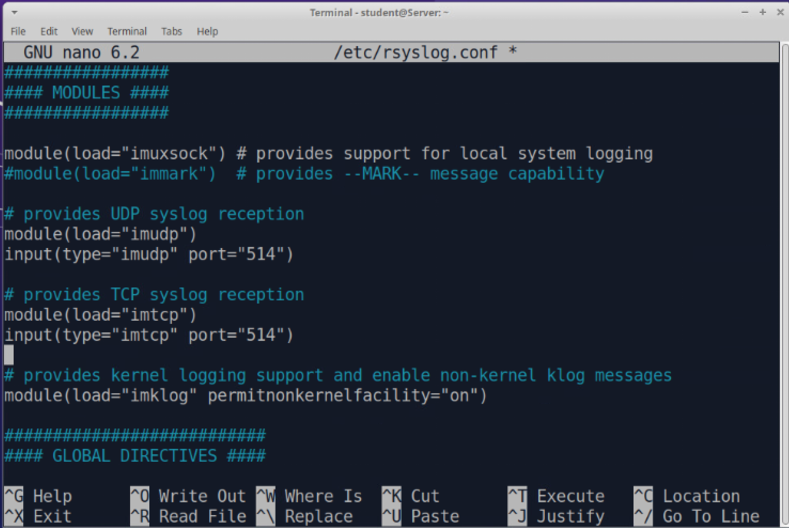 Terminal - student@Server: ~
File Edit View Terminal Tabs Help
GNU nano 6.2 /etc/rsyslog.conf *
#################
#### MODULES ####
#################
module(load="imuxsock") # provides support for local system logging
#module(load="immark")  # provides --MARK-- message capability
# provides UDP syslog reception
module(load="imudp")
input(type="imudp" port="514")
# provides TCP syslog reception
module(load="imtcp")
input(type="imtcp" port="514")
# provides kernel logging support and enable non-kernel klog messages
module(load="imklog" permitnonkernelfacility="on")
###########################
#### GLOBAL DIRECTIVES ####
^G Help ^O Write Out ^W Where Is ^K Cut ^T Execute ^C Location
^X Exit ^R Read File ^\ Replace ^U Paste ^J Justify ^/ Go To Line